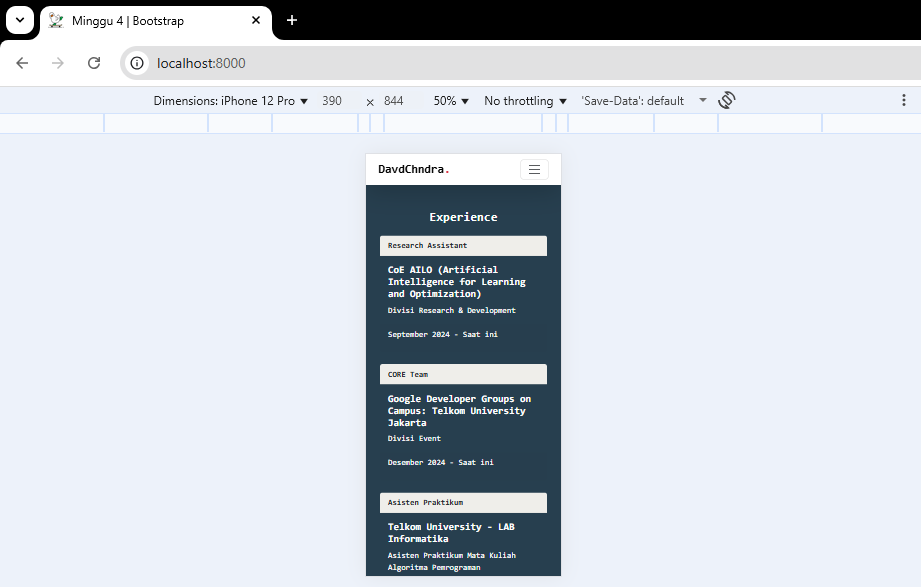 Minggu 4 | Bootstrap
localhost:8000
Dimensions: iPhone 12 Pro 390 × 844 50% No throttling 'Save-Data': default
DavdChndra.
Experience
Research Assistant
CoE AILO (Artificial
Intelligence for Learning
and Optimization)
Divisi Research & Development
September 2024 - Saat ini
CORE Team
Google Developer Groups on
Campus: Telkom University
Jakarta
Divisi Event
Desember 2024 - Saat ini
Asisten Praktikum
Telkom University - LAB
Informatika
Asisten Praktikum Mata Kuliah
Algoritma Pemrograman